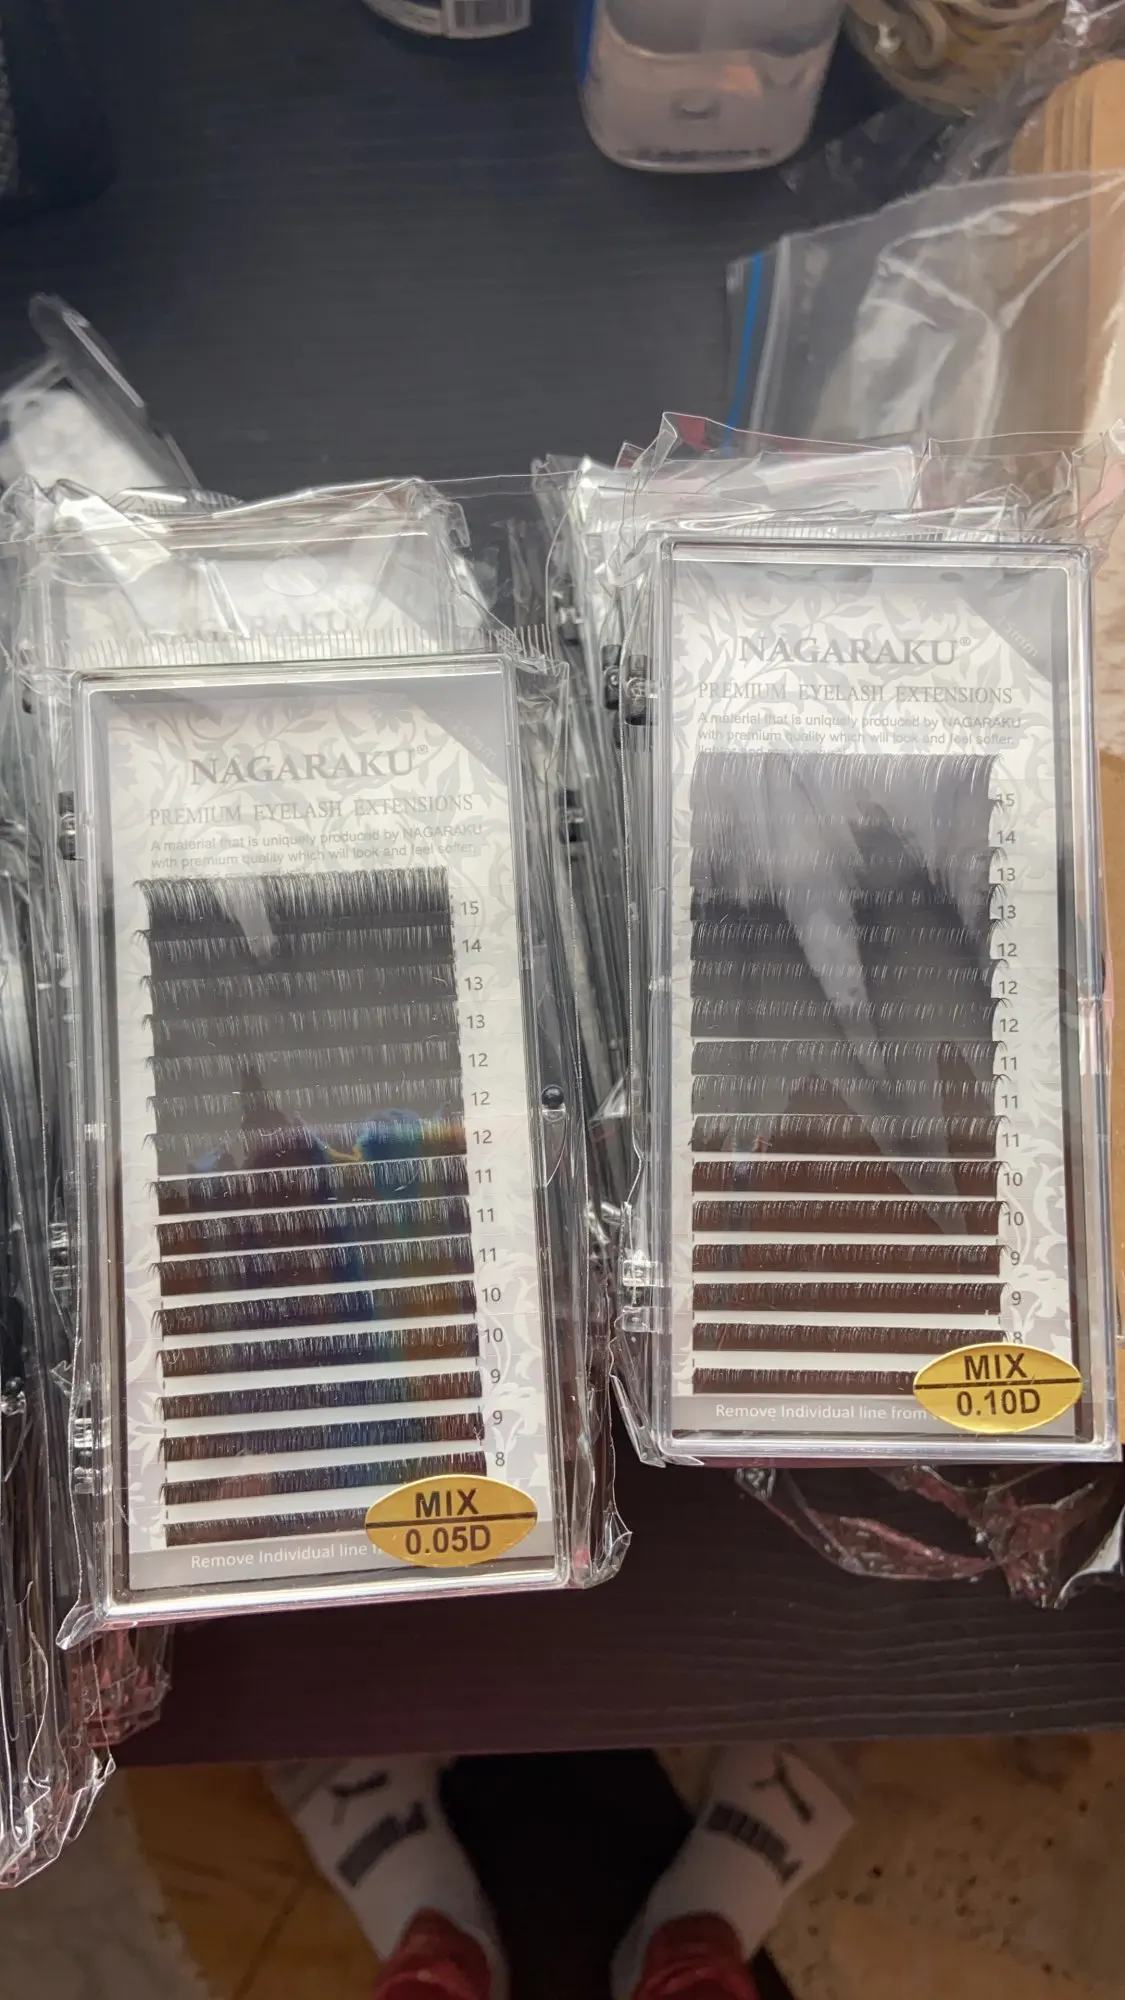 NAGARAKU®
PREMIUM EYELASH EXTENSIONS
A material that is uniquely produced by NAGARAKU
with premium quality which will look and feel softer,
15
14
13
13
12
12
12
11
11
11
10
10
9
9
8
MIX
0.05D
Remove Individual line
NAGARAKU®
PREMIUM EYELASH EXTENSIONS
A material that is uniquely produced by NAGARAKU
with premium quality which will look and feel softer,
lighter and more natural
15
14
13
13
12
12
12
11
11
11
10
10
9
9
8
MIX
0.10D
Remove Individual line from